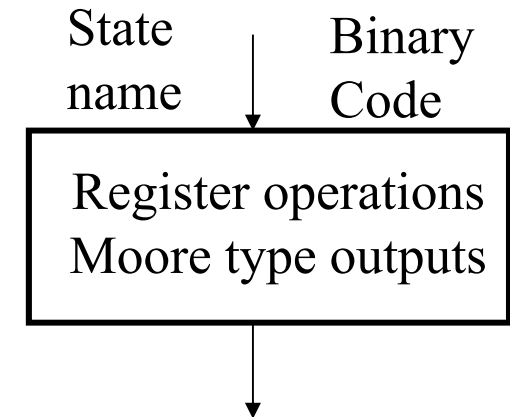 State
name
Binary
Code
Register operations
Moore type outputs